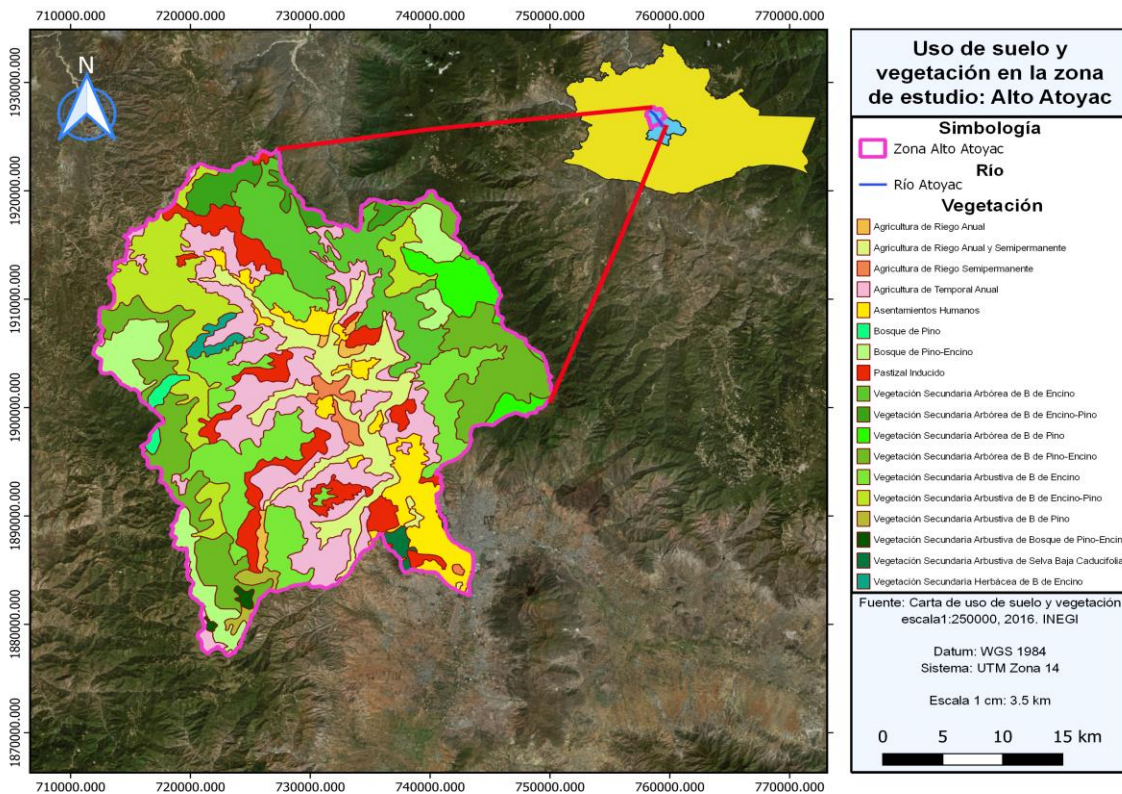 710000.000 720000.000 730000.000 740000.000 750000.000 760000.000 770000.000
1930000.000
1920000.000
1910000.000
1900000.000
1890000.000
1880000.000
1870000.000
N
710000.000 720000.000 730000.000 740000.000 750000.000 760000.000 770000.000
Uso de suelo y
vegetación en la zona
de estudio: Alto Atoyac
Simbología
Zona Alto Atoyac
Río
Río Atoyac
Vegetación
Agricultura de Riego Anual
Agricultura de Riego Anual y Semipermanente
Agricultura de Riego Semipermanente
Agricultura de Temporal Anual
Asentamientos Humanos
Bosque de Pino
Bosque de Pino-Encino
Pastizal Inducido
Vegetación Secundaria Arbórea de B de Encino
Vegetación Secundaria Arbórea de B de Encino-Pino
Vegetación Secundaria Arbórea de B de Pino
Vegetación Secundaria Arbórea de B de Pino-Encino
Vegetación Secundaria Arbustiva de B de Encino
Vegetación Secundaria Arbustiva de B de Encino-Pino
Vegetación Secundaria Arbustiva de B de Pino
Vegetación Secundaria Arbustiva de Bosque de Pino-Encin
Vegetación Secundaria Arbustiva de Selva Baja Caducifolia
Vegetación Secundaria Herbácea de B de Encino
Fuente: Carta de uso de suelo y vegetación
escala1:250000, 2016. INEGI
Datum: WGS 1984
Sistema: UTM Zona 14
Escala 1 cm: 3.5 km
0 5 10 15 km